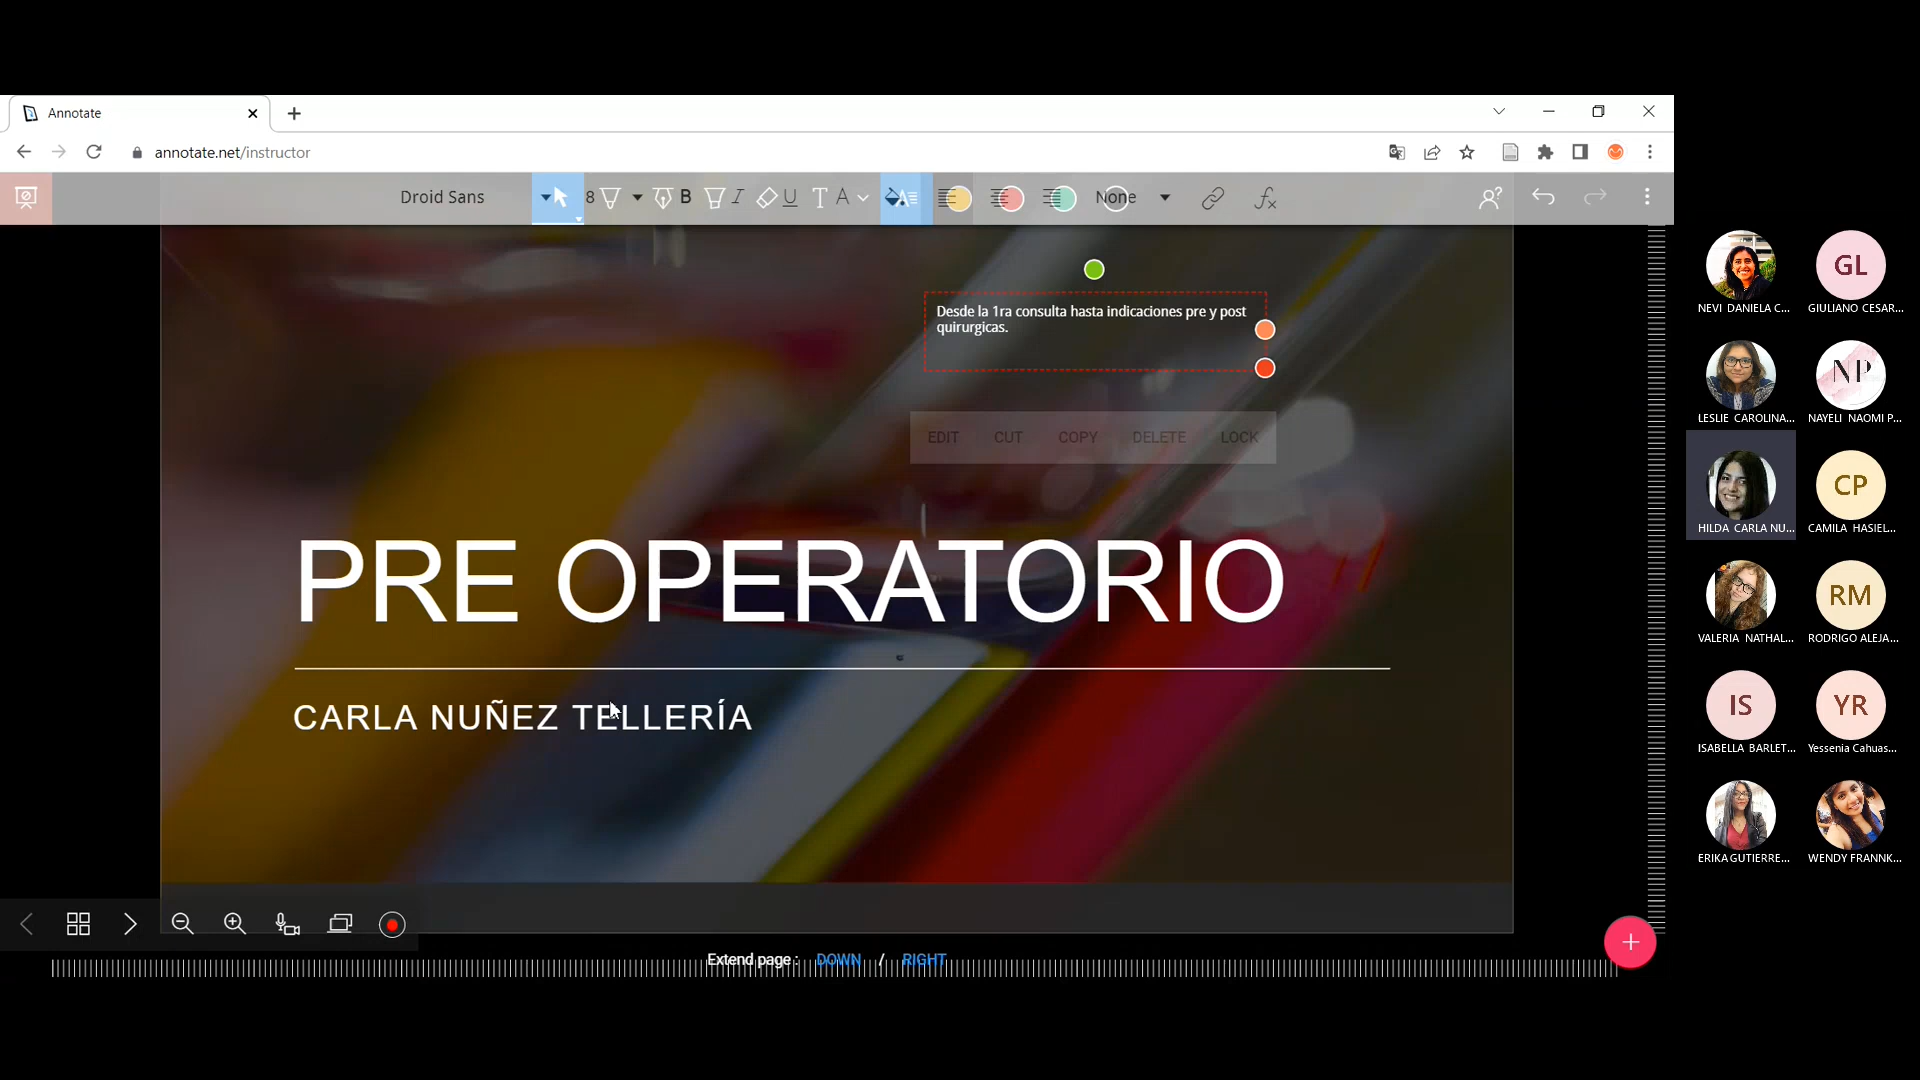 Annotate
annotate.net/instructor
Droid Sans
8
B
I
U
T
A
None
fx
Desde la 1ra consulta hasta indicaciones pre y post
quirurgicas.
EDIT CUT COPY DELETE LOCK
PRE OPERATORIO
CARLA NUÑEZ TELLERÍA
Extend page : DOWN / RIGHT
GL
NEVI DANIELA C...
GIULIANO CESAR...
NP
LESLIE CAROLINA...
NAYELI NAOMI P...
CP
HILDA CARLA NU...
CAMILA HASIEL...
RM
VALERIA NATHAL...
RODRIGO ALEJA...
IS
YR
ISABELLA BARLET...
Yessenia Cahuas...
ERIKA GUTIERRE...
WENDY FRANNK...